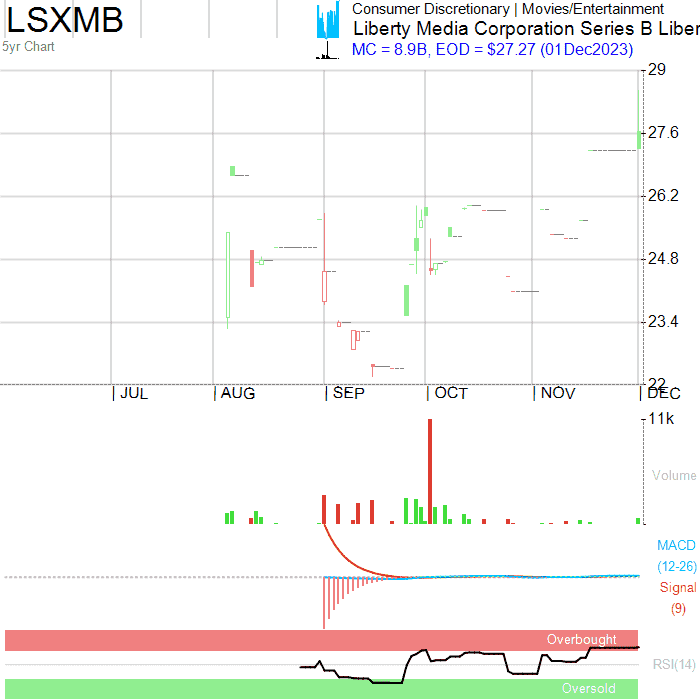 LSXMB
5yr Chart
Consumer Discretionary | Movies/Entertainment
Liberty Media Corporation Series B Liber
MC = 8.9B, EOD = $27.27 (01Dec2023)
29
27.6
26.2
24.8
23.4
22
JUL AUG SEP OCT NOV DEC
11k
Volume
MACD
(12-26)
Signal
(9)
Overbought
RSI(14)
Oversold